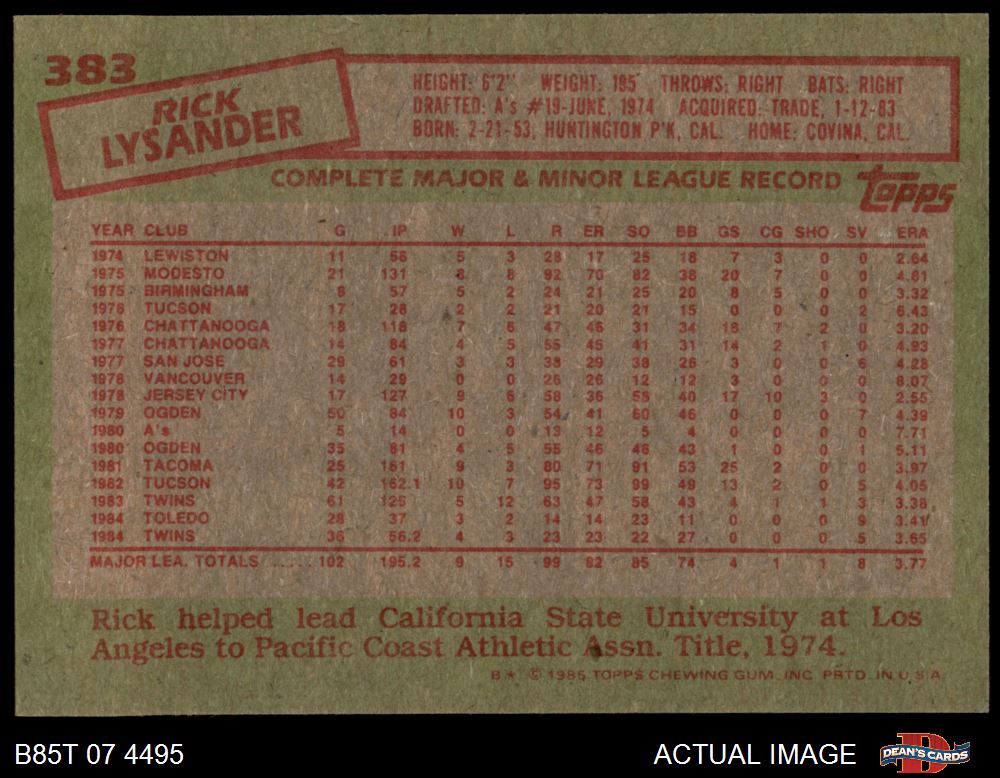 383
RICK
LYSANDER
HEIGHT: 6'2" WEIGHT: 195 THROWS: RIGHT BATS: RIGHT
DRAFTED: A's #19-JUNE, 1974 ACQUIRED: TRADE, 1-12-83
BORN: 2-21-53, HUNTINGTON P'K, CAL. HOME: COVINA, CAL.
COMPLETE MAJOR & MINOR LEAGUE RECORD topps
YEAR CLUB G IP W L R ER SO BB GS CG SHO SV ERA
1974 LEWISTON 11 56 5 3 28 17 25 18 7 3 0 0 2.64
1975 MODESTO 21 131 8 8 92 70 82 38 20 7 0 0 4.81
1975 BIRMINGHAM 8 57 5 2 24 21 25 20 8 5 0 0 3.32
1976 TUCSON 17 28 2 2 21 20 21 15 0 0 0 2 6.43
1976 CHATTANOOGA 18 118 7 6 47 46 31 34 18 7 2 0 3.20
1977 CHATTANOOGA 14 84 4 5 55 45 41 31 14 2 1 0 4.93
1977 SAN JOSE 29 61 3 3 38 29 38 26 3 0 0 6 4.28
1978 VANCOUVER 14 29 0 0 26 26 12 12 3 0 0 0 8.07
1978 JERSEY CITY 17 127 9 6 58 36 58 40 17 10 3 0 2.55
1979 OGDEN 50 84 10 3 54 41 60 46 0 0 0 7 4.39
1980 A's 5 14 0 0 13 12 5 4 0 0 0 0 7.71
1980 OGDEN 35 81 4 5 55 46 46 43 1 0 0 1 5.11
1981 TACOMA 25 161 9 3 80 71 91 53 25 2 0 0 3.97
1982 TUCSON 42 162.1 10 7 95 73 99 49 13 2 0 5 4.05
1983 TWINS 61 125 5 12 63 47 58 43 4 1 1 3 3.38
1984 TOLEDO 28 37 3 2 14 14 23 11 0 0 0 9 3.41
1984 TWINS 36 56.2 4 3 23 23 22 27 0 0 0 5 3.65
MAJOR LEA. TOTALS ..... 102 195.2 9 15 99 82 85 74 4 1 1 8 3.77
Rick helped lead California State University at Los
Angeles to Pacific Coast Athletic Assn. Title, 1974.
B★ © 1985 TOPPS CHEWING GUM, INC. PRTD. IN U.S.A.
B85T 07 4495 ACTUAL IMAGE DEAN'S CARDS